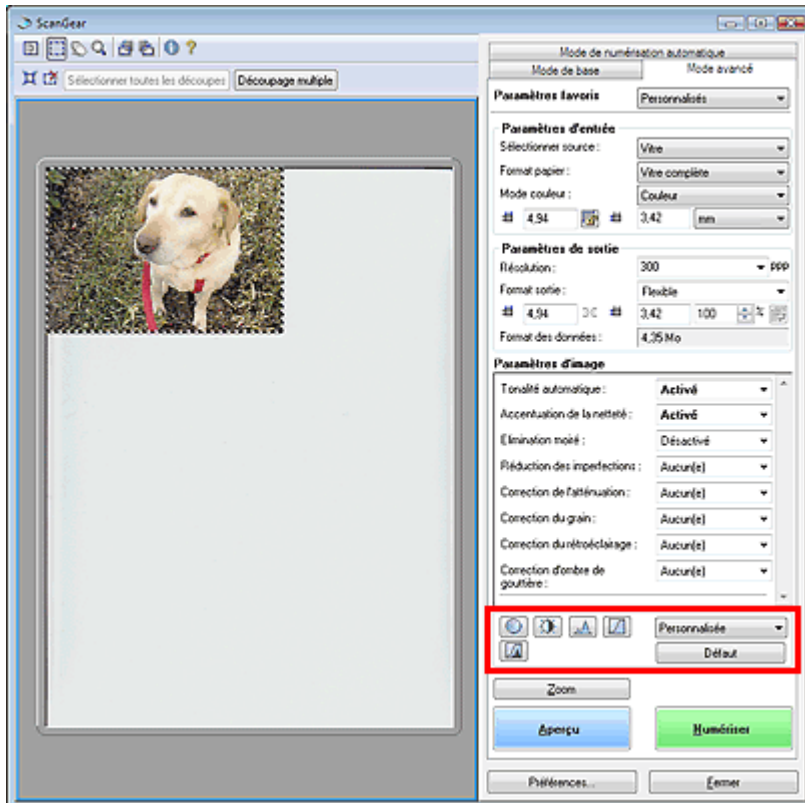 ScanGear
Sélectionner toutes les découpes
Découpage multiple
Mode de numérisation automatique
Mode de base
Mode avancé
Paramètres favoris
Personnalisés
Paramètres d'entrée
Sélectionner source :
Vitre
Format papier :
Vitre complète
Mode couleur :
Couleur
4,94
3,42
mm
Paramètres de sortie
Résolution :
300
PPP
Format sortie :
Flexible
4,94
3,42
100
%
Format des données :
4,35 Mo
Paramètres d'image
Tonalité automatique :
Activé
Accentuation de la netteté :
Activé
Elimination moiré :
Désactivé
Réduction des imperfections :
Aucun(e)
Correction de l'atténuation :
Aucun(e)
Correction du grain :
Aucun(e)
Correction du rétroéclairage :
Aucun(e)
Correction d'ombre de
gouttière :
Aucun(e)
Personnalisée
Défaut
Zoom
Aperçu
Numériser
Préférences...
Fermer